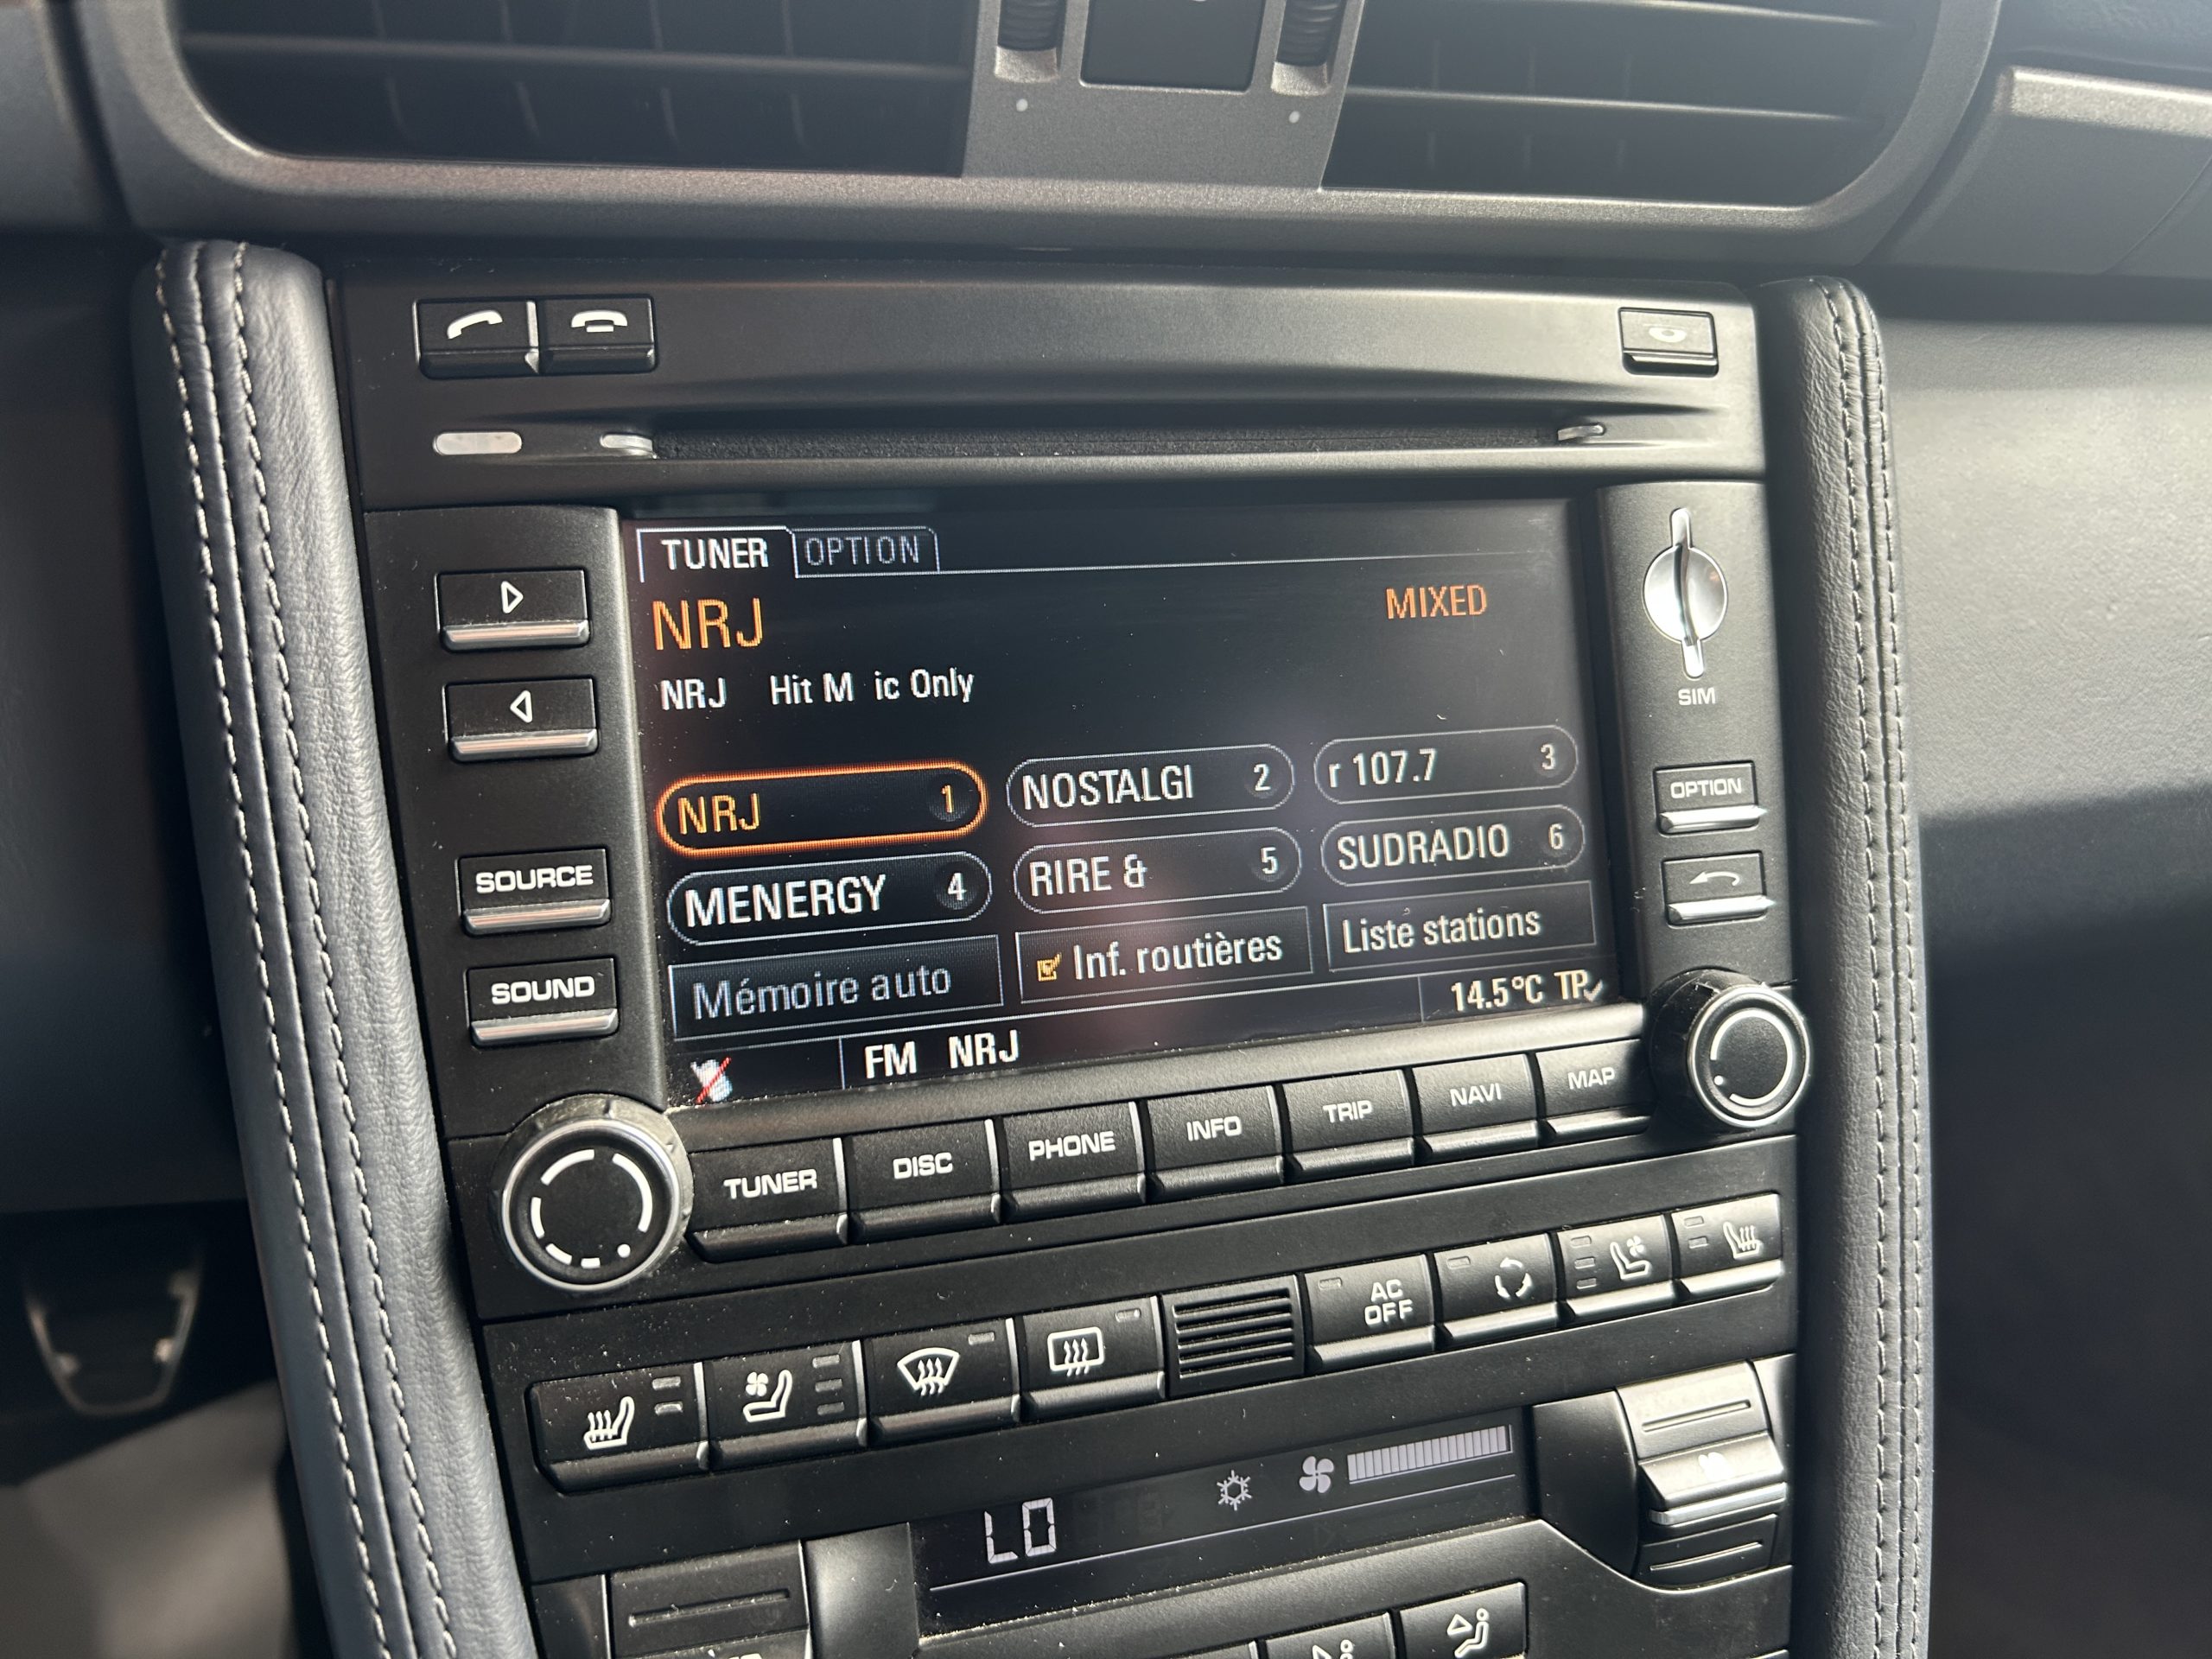 TUNER OPTION
NRJ MIXED
NRJ Hit M ic Only
NRJ 1 NOSTALGI 2 r 107.7 3
MENERGY 4 RIRE & 5 SUDRADIO 6
Mémoire auto Inf. routières Liste stations
14.5°C TP
FM NRJ
SIM
OPTION
SOURCE
SOUND
TUNER DISC PHONE INFO TRIP NAVI MAP
AC
OFF
LO